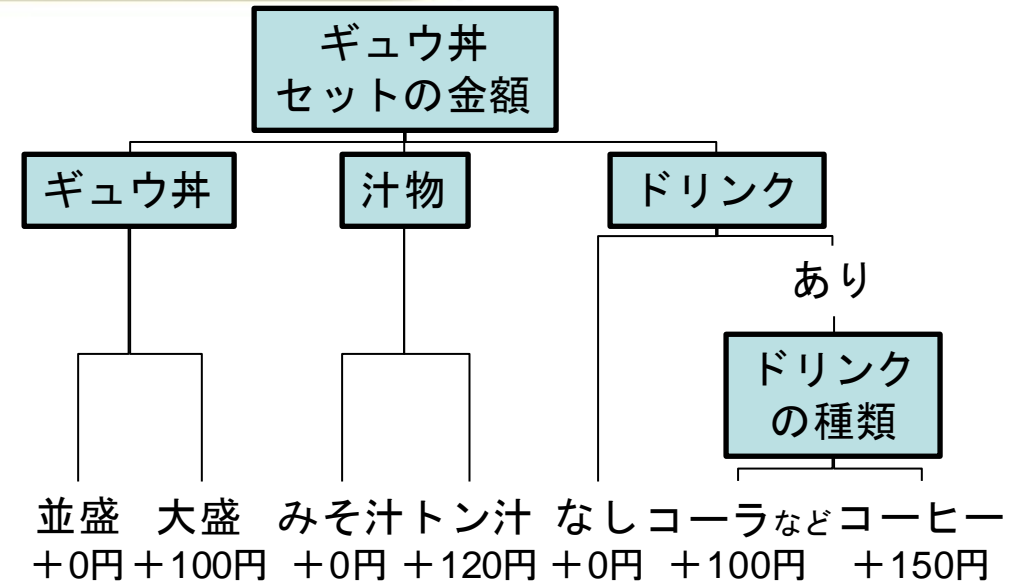 ギュウ丼
セットの金額
ギュウ丼 汁物 ドリンク
あり
ドリンク
の種類
並盛 大盛 みそ汁 トン汁 なし コーラなど コーヒー
＋0円 ＋100円 ＋0円 ＋120円 ＋0円 ＋100円 ＋150円